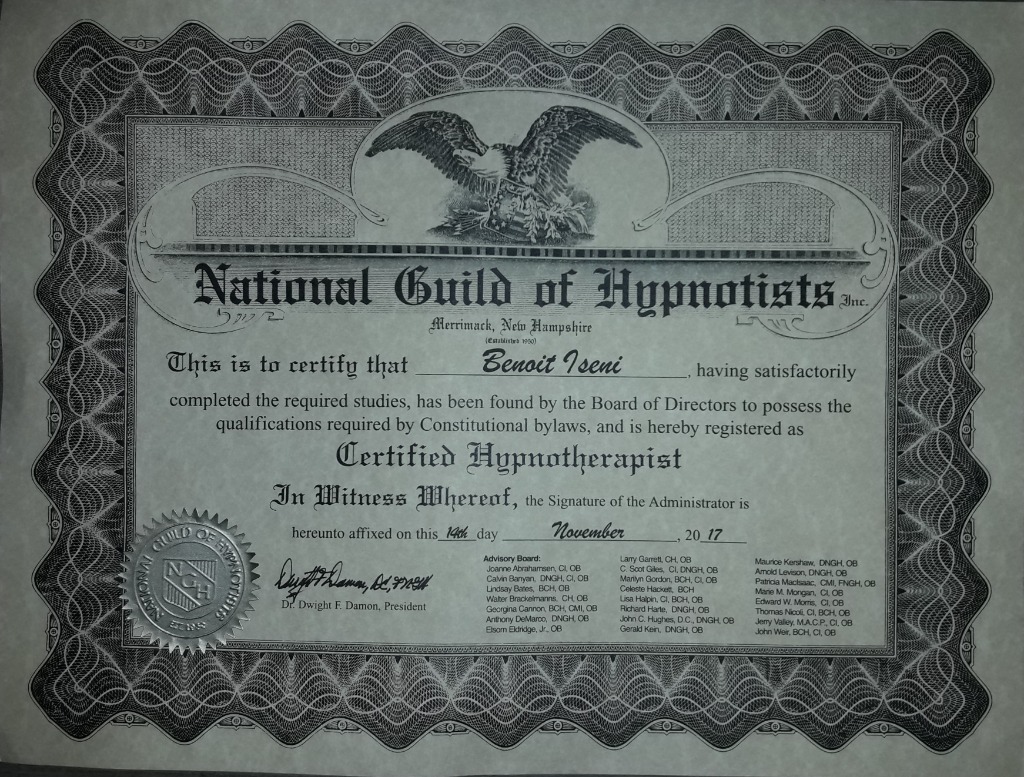 National Guild of Hypnotists Inc.
Merrimack, New Hampshire
(Established 1950)
This is to certify that Benoit Iseni, having satisfactorily
completed the required studies, has been found by the Board of Directors to possess the
qualifications required by Constitutional bylaws, and is hereby registered as
Certified Hypnotherapist
In Witness Whereof, the Signature of the Administrator is
hereunto affixed on this 14th day November, 20 17
NATIONAL GUILD OF HYPNOTISTS
NGH
EST. 1950
Dr. Dwight F. Damon, President
Advisory Board:
Joanne Abrahamsen, CI, OB
Calvin Banyan, DNGH, CI, OB
Lindsay Bates, BCH, OB
Walter Brackelmanns, CH, OB
Georgina Cannon, BCH, CMI, OB
Anthony DeMarco, DNGH, OB
Elsom Eldridge, Jr., OB
Larry Garrett, CH, OB
C. Scot Giles, CI, DNGH, OB
Marilyn Gordon, BCH, CI, OB
Celeste Hackett, BCH
Lisa Halpin, CI, BCH, OB
Richard Harte, DNGH, OB
John C. Hughes, D.C., DNGH, OB
Gerald Kein, DNGH, OB
Maurice Kershaw, DNGH, OB
Arnold Levison, DNGH, OB
Patricia MacIsaac, CMI, FNGH, OB
Marie M. Mongan, CI, OB
Edward W. Morris, CI, OB
Thomas Nicoli, CI, BCH, OB
Jerry Valley, M.A.C.P., CI, OB
John Weir, BCH, CI, OB